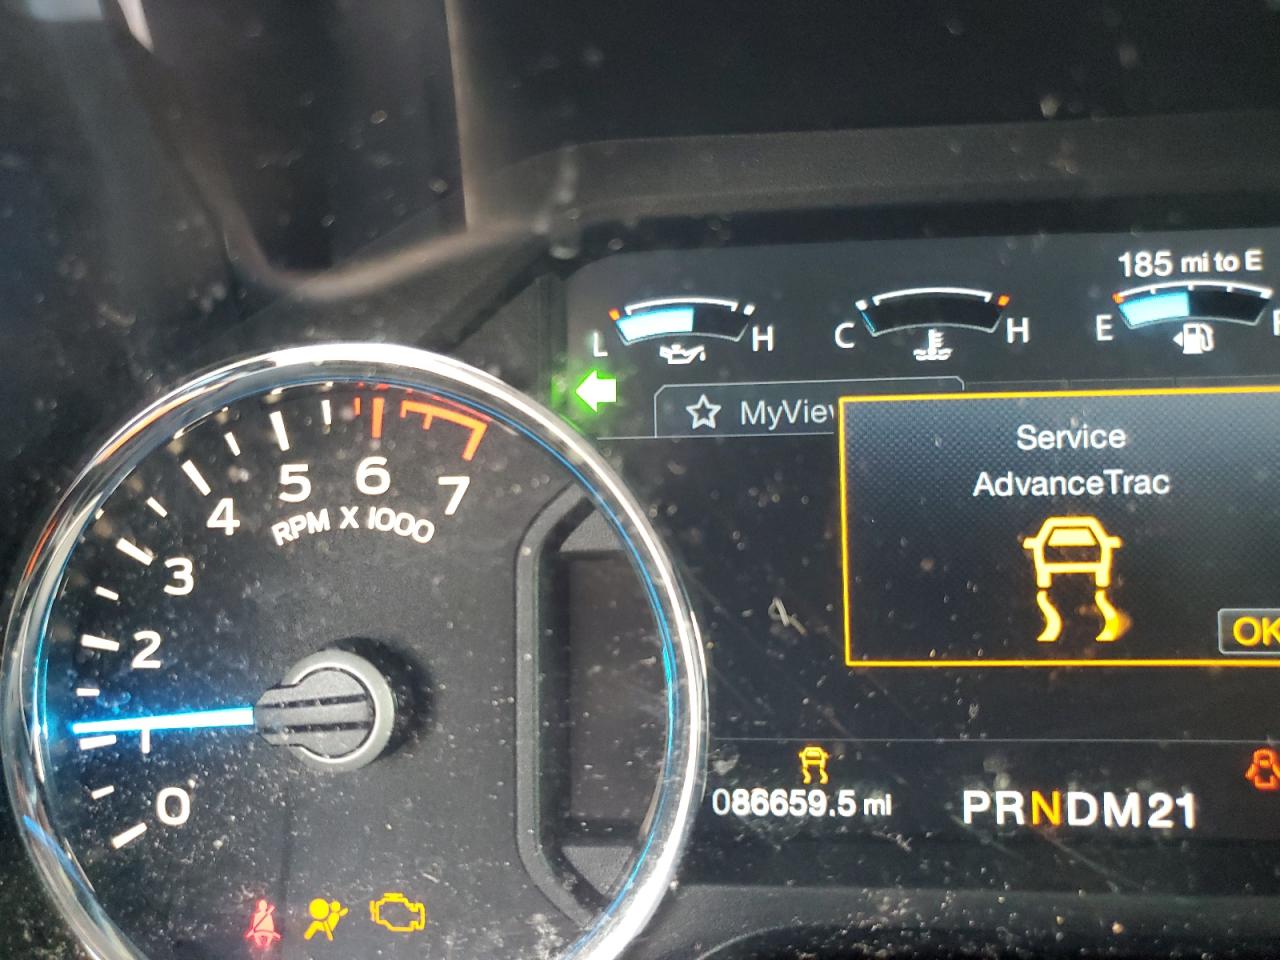 185 mi to E
L H
C H
E
MyView
Service
AdvanceTrac
OK
7
6
5
4
3
2
1
0
RPM X 1000
086659.5 mi
PRNDM21